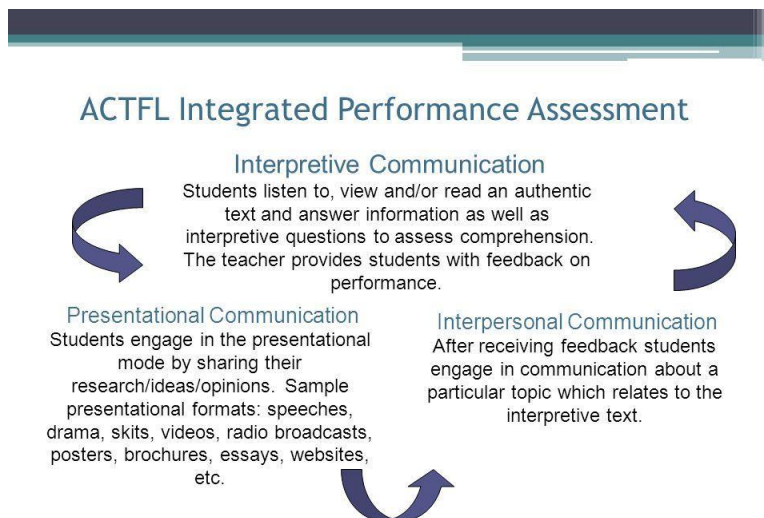 ACTFL Integrated Performance Assessment
Interpretive Communication
Students listen to, view and/or read an authentic
text and answer information as well as
interpretive questions to assess comprehension.
The teacher provides students with feedback on
performance.
Presentational Communication
Students engage in the presentational
mode by sharing their
research/ideas/opinions. Sample
presentational formats: speeches,
drama, skits, videos, radio broadcasts,
posters, brochures, essays, websites,
etc.
Interpersonal Communication
After receiving feedback students
engage in communication about a
particular topic which relates to the
interpretive text.